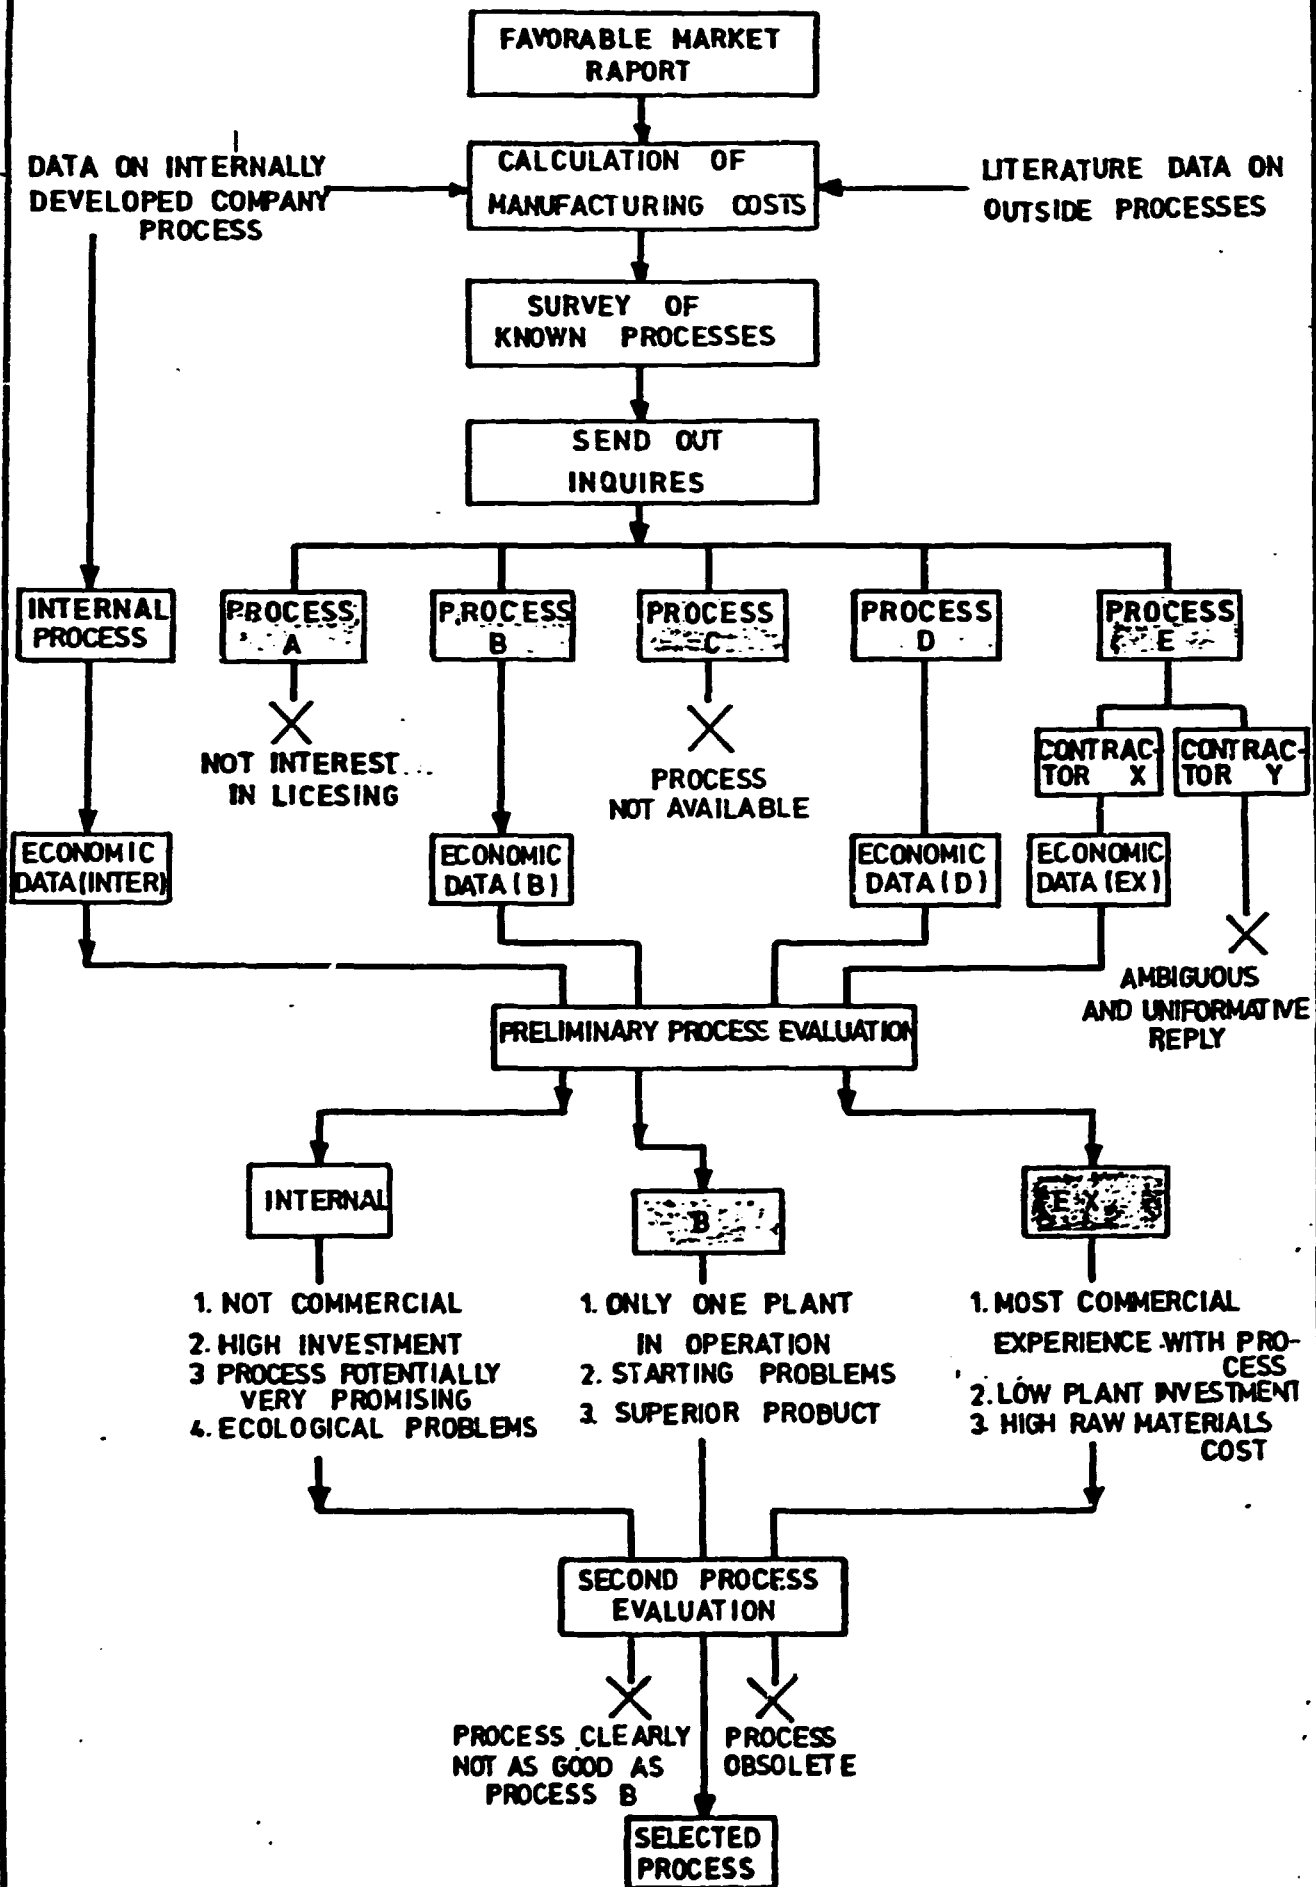 FAVORABLE MARKET
RAPORT
DATA ON INTERNALLY
DEVELOPED COMPANY
PROCESS
CALCULATION OF
MANUFACTURING COSTS
LITERATURE DATA ON
OUTSIDE PROCESSES
SURVEY OF
KNOWN PROCESSES
SEND OUT
INQUIRES
INTERNAL
PROCESS
PROCESS
A
PROCESS
B
PROCESS
C
PROCESS
D
PROCESS
E
NOT INTEREST
IN LICESING
PROCESS
NOT AVAILABLE
CONTRAC-
TOR X
CONTRAC-
TOR Y
ECONOMIC
DATA(INTER)
ECONOMIC
DATA(B)
ECONOMIC
DATA(D)
ECONOMIC
DATA(EX)
AMBIGUOUS
AND UNIFORMATIVE
REPLY
PRELIMINARY PROCESS EVALUATION
INTERNAL
B
EX
1. NOT COMMERCIAL
2. HIGH INVESTMENT
3 PROCESS POTENTIALLY
VERY PROMISING
4. ECOLOGICAL PROBLEMS
1. ONLY ONE PLANT
IN OPERATION
2. STARTING PROBLEMS
3. SUPERIOR PRODUCT
1. MOST COMMERCIAL
EXPERIENCE WITH PRO-
CESS
2. LOW PLANT INVESTMENT
3. HIGH RAW MATERIALS
COST
SECOND PROCESS
EVALUATION
PROCESS CLEARLY
NOT AS GOOD AS
PROCESS B
PROCESS
OBSOLETE
SELECTED
PROCESS